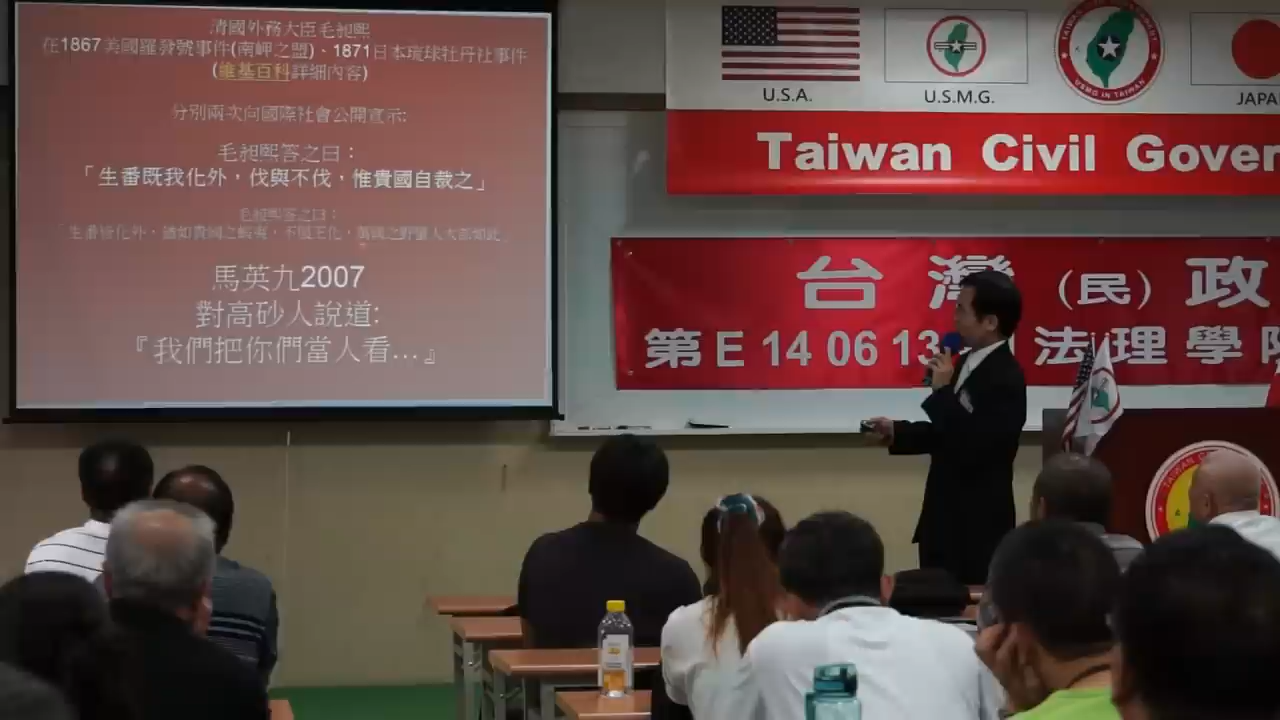 清國外務大臣毛昶熙
在1867美國羅發號事件(南岬之盟)、1871日本琉球牡丹社事件
(維基百科詳細內容)
分別兩次向國際社會公開宣示:
毛昶熙答之曰：
「生番既我化外，伐與不伐，惟貴國自裁之」
毛昶熙答之曰：
馬英九2007
對高砂人說道:
『我們把你們當人看...』
U.S.A.
U.S.M.G.
USMG IN TAIWAN
JAPA
Taiwan Civil Gover
台灣（民）政
第E 14 06 13
法理學